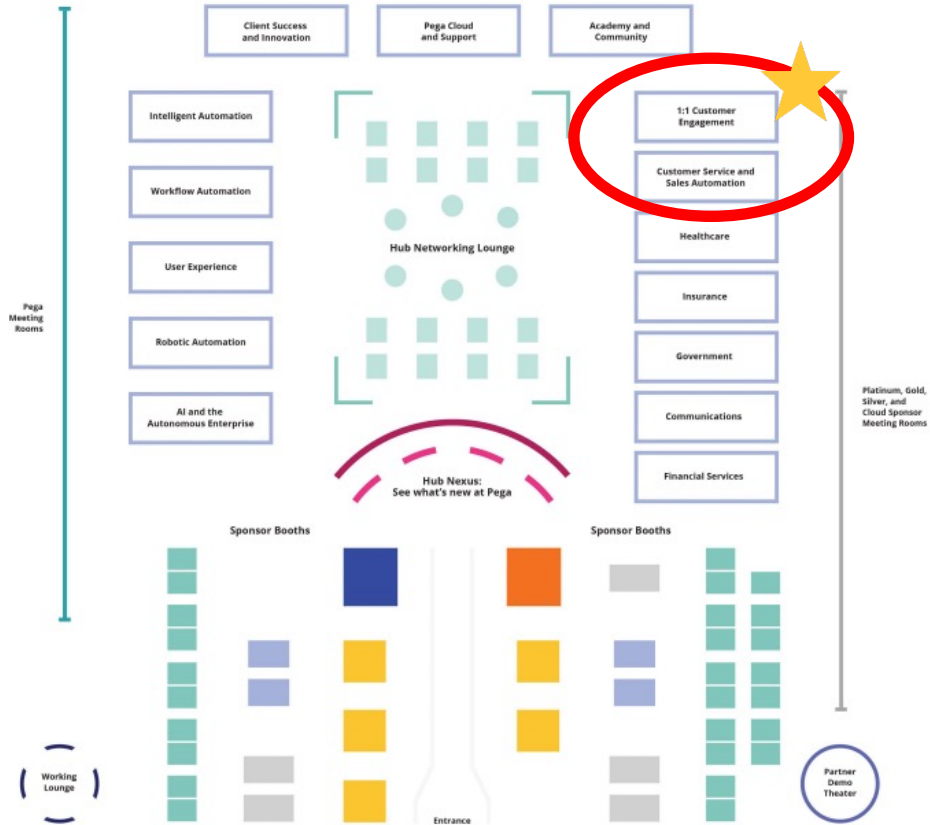 Client Success
and Innovation
Pega Cloud
and Support
Academy and
Community
Intelligent Automation
Workflow Automation
User Experience
Robotic Automation
AI and the
Autonomous Enterprise
Pega
Meeting
Rooms
Hub Networking Lounge
1:1 Customer
Engagement
Customer Service and
Sales Automation
Healthcare
Insurance
Government
Communications
Financial Services
Platinum, Gold,
Silver, and
Cloud Sponsor
Meeting Rooms
Hub Nexus:
See what's new at Pega
Sponsor Booths
Sponsor Booths
Working
Lounge
Entrance
Partner
Demo
Theater